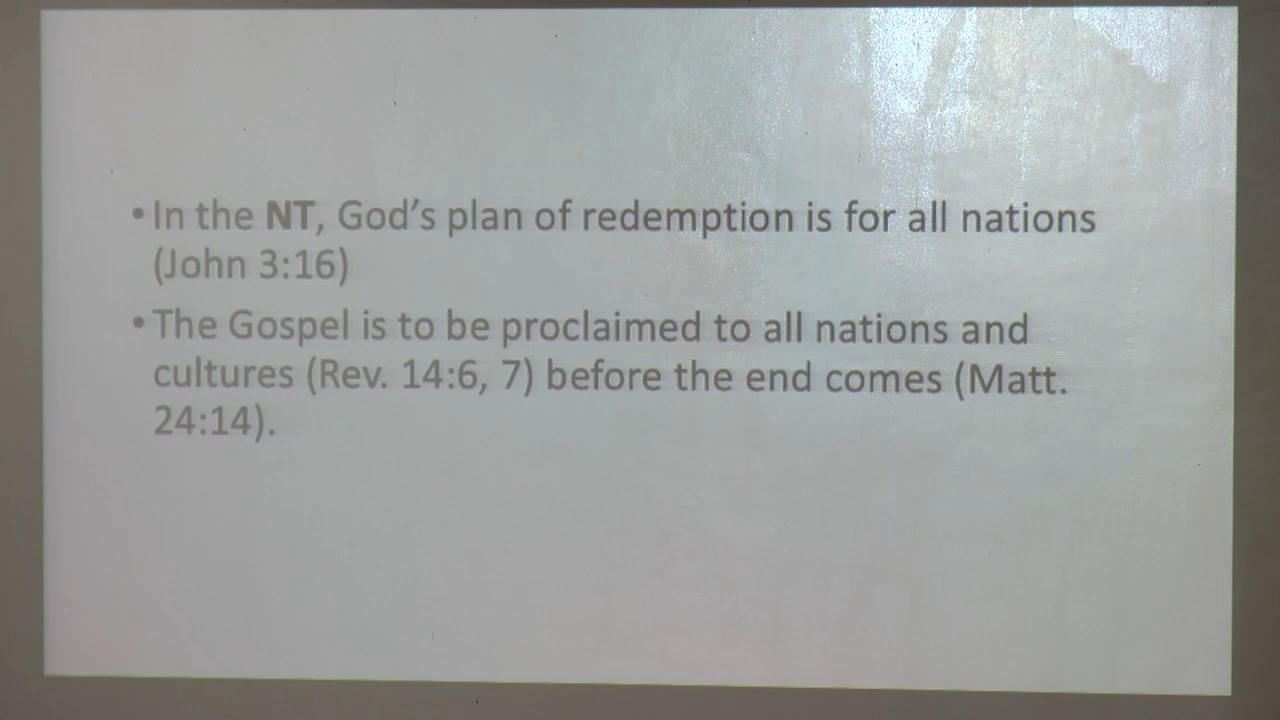 • In the NT, God's plan of redemption is for all nations
(John 3:16)
• The Gospel is to be proclaimed to all nations and
cultures (Rev. 14:6, 7) before the end comes (Matt.
24:14).